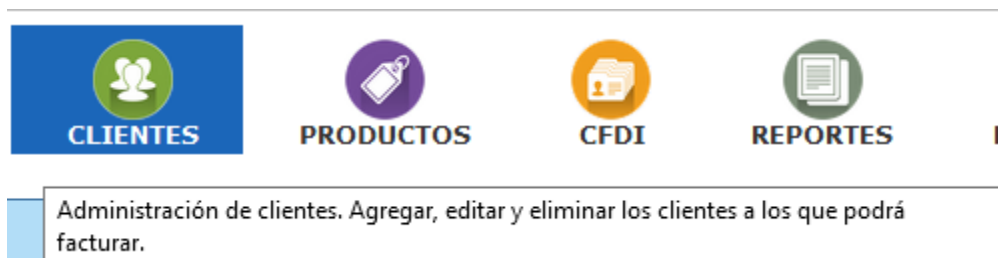 CLIENTES PRODUCTOS CFDI REPORTES
Administración de clientes. Agregar, editar y eliminar los clientes a los que podrá
facturar.